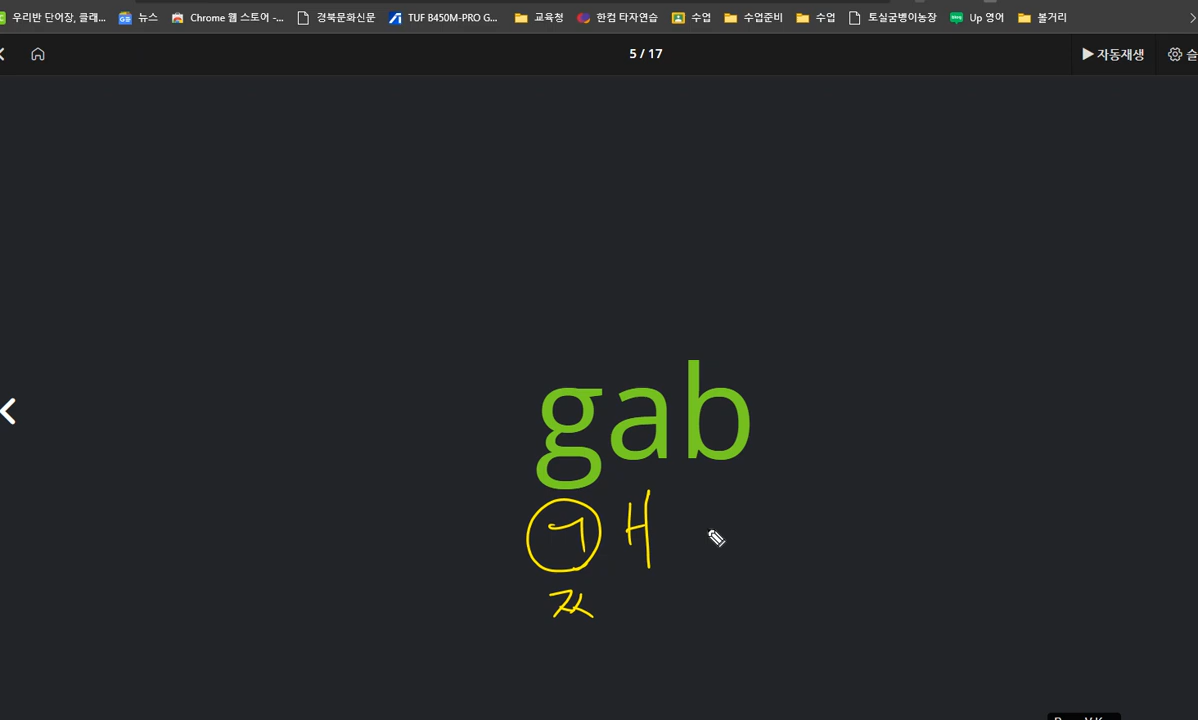 우리반 단어장, 클래... 뉴스 Chrome 웹 스토어 -... 경북문화신문 TUF B450M-PRO G... 교육청 한컴 타자연습 수업 수업준비 수업 토실굼벵이농장 Up 영어 볼거리
5 / 17 자동재생 슬
gab
ㄱ ㅐ
ㅈ